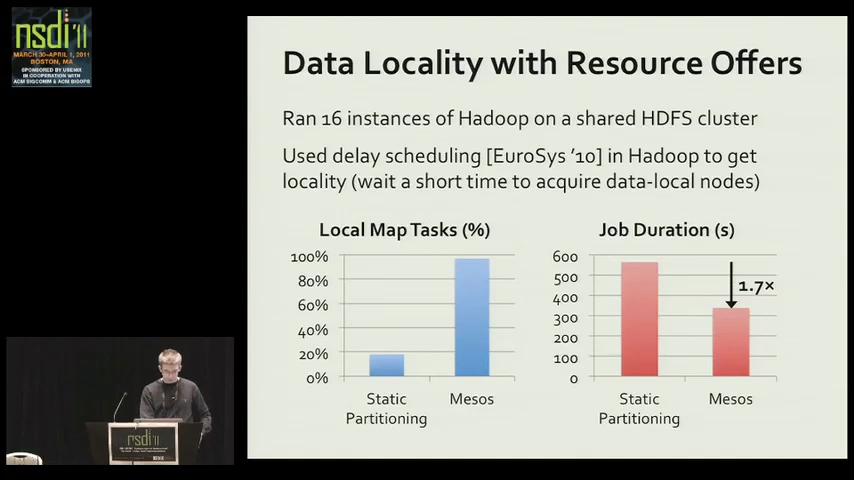 nsdi'11
MARCH 30–APRIL 1, 2011
BOSTON, MA
SPONSORED BY USENIX
IN COOPERATION WITH
ACM SIGCOMM & ACM SIGOPS
Data Locality with Resource Offers
Ran 16 instances of Hadoop on a shared HDFS cluster
Used delay scheduling [EuroSys '10] in Hadoop to get
locality (wait a short time to acquire data-local nodes)
Local Map Tasks (%)
100%
80%
60%
40%
20%
0%
Static
Partitioning
Mesos
Job Duration (s)
600
500
400
300
200
100
0
1.7×
Static
Partitioning
Mesos
nsdi'11